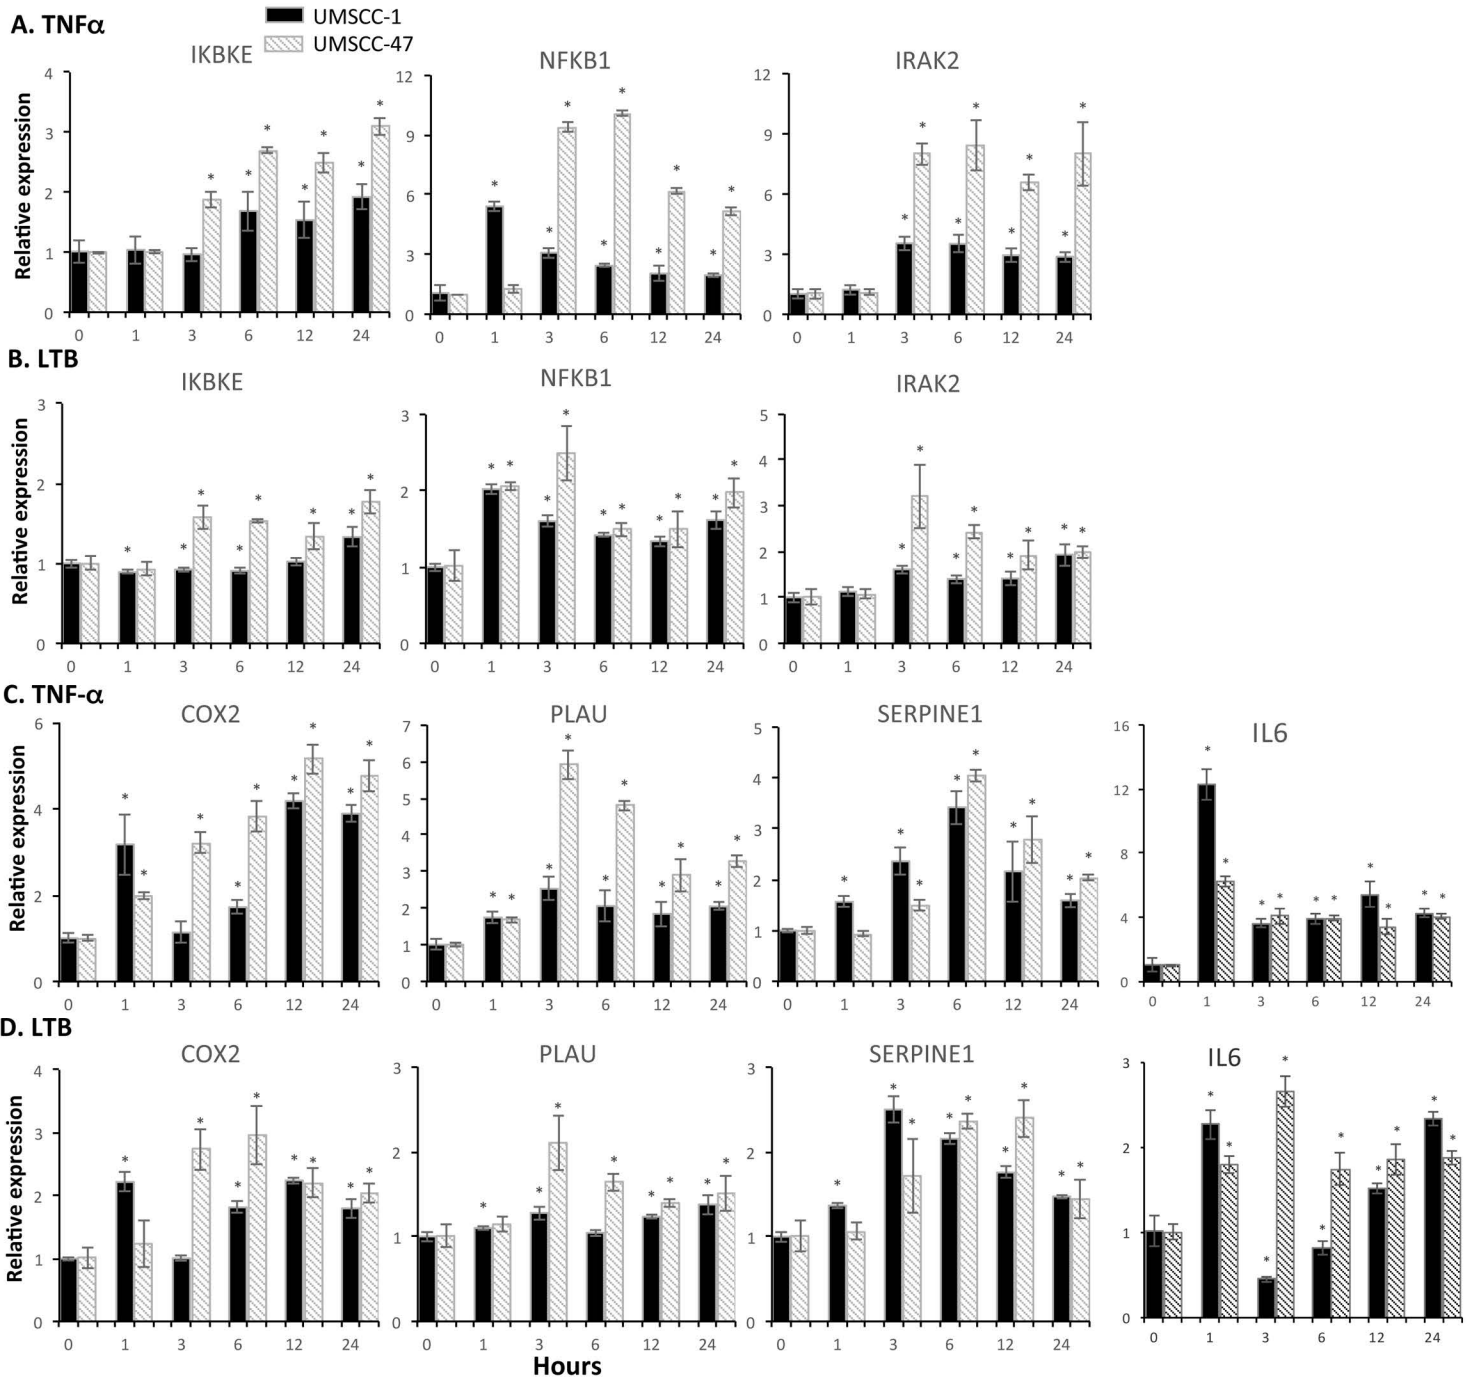 A. TNFα
UMSCC-1
UMSCC-47
IKBKE NFKB1 IRAK2
Relative expression
4 3 2 1 0
12 9 6 3 0
12 9 6 3 0
* * * * * * *
* * * * * * * * *
* * * * * * * *
0 1 3 6 12 24
0 1 3 6 12 24
0 1 3 6 12 24
B. LTB
IKBKE NFKB1 IRAK2
Relative expression
3 2 1 0
3 2 1 0
5 4 3 2 1 0
* * * * * * * *
* * * * * * * * * *
* * * * * * * *
0 1 3 6 12 24
0 1 3 6 12 24
0 1 3 6 12 24
C. TNF-α
COX2 PLAU SERPINE1 IL6
Relative expression
6 4 2 0
7 6 5 4 3 2 1 0
5 4 3 2 1 0
16 12 8 4 0
* * * * * * * * *
* * * * * * * * * *
* * * * * * * * *
* * * * * * * * * *
0 1 3 6 12 24
0 1 3 6 12 24
0 1 3 6 12 24
0 1 3 6 12 24
D. LTB
COX2 PLAU SERPINE1 IL6
Relative expression
4 3 2 1 0
3 2 1 0
3 2 1 0
3 2 1 0
* * * * * * * *
* * * * * * * *
* * * * * * * * *
* * * * * * * * * *
0 1 3 6 12 24
0 1 3 6 12 24
0 1 3 6 12 24
0 1 3 6 12 24
Hours